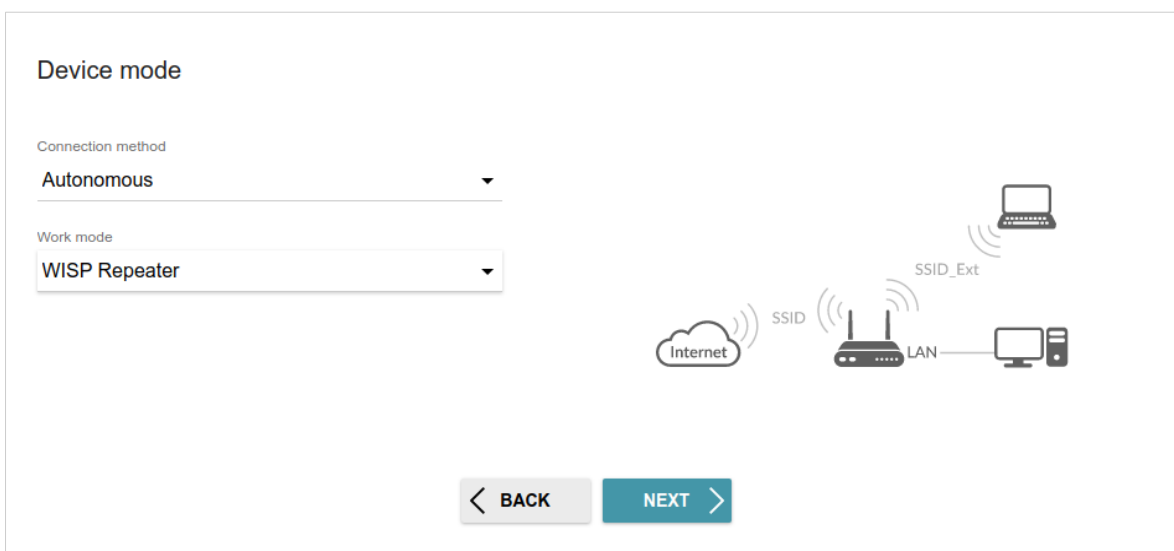 Device mode
Connection method
Autonomous
Work mode
WISP Repeater
SSID_Ext
SSID
Internet
LAN
BACK
NEXT